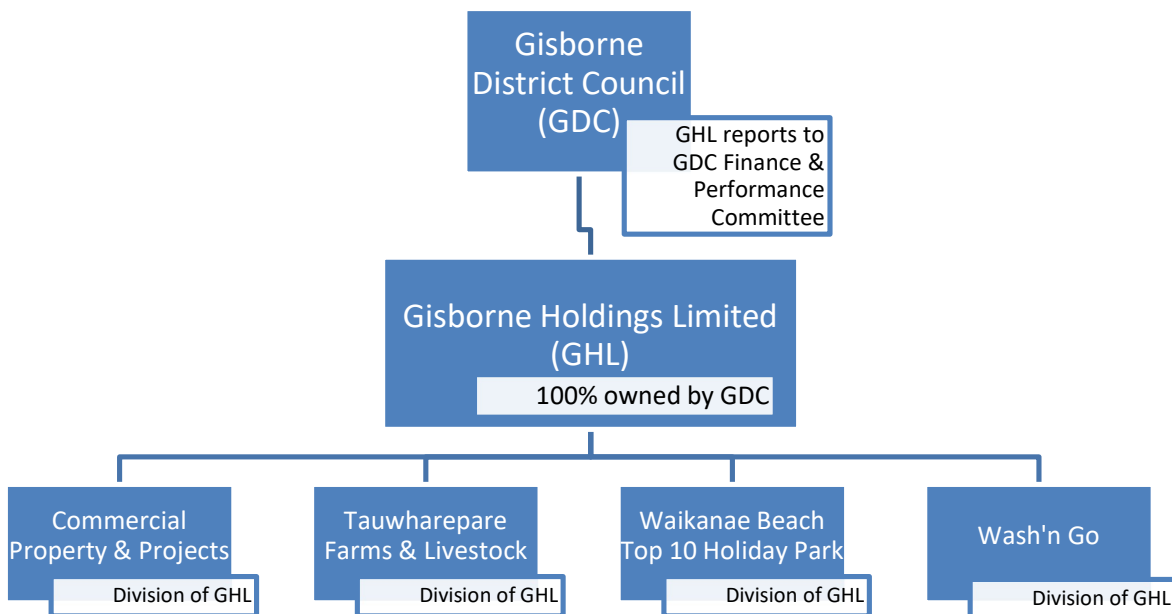 Gisborne
District Council
(GDC)
GHL reports to
GDC Finance &
Performance
Committee
Gisborne Holdings Limited
(GHL)
100% owned by GDC
Commercial
Property & Projects
Division of GHL
Tauwharepare
Farms & Livestock
Division of GHL
Waikanae Beach
Top 10 Holiday Park
Division of GHL
Wash'n Go
Division of GHL